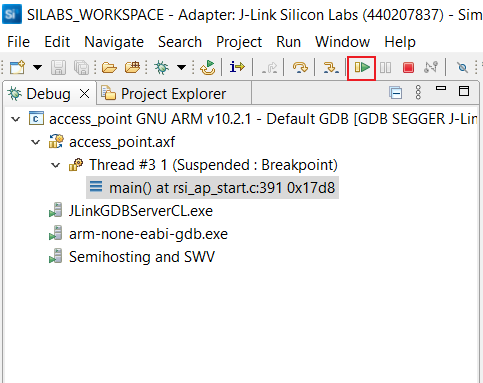 Si SILABS_WORKSPACE - Adapter: J-Link Silicon Labs (440207837) - Sim
File Edit Navigate Search Project Run Window Help
Debug Project Explorer
access_point GNU ARM v10.2.1 - Default GDB [GDB SEGGER J-Lin
access_point.axf
Thread #3 1 (Suspended : Breakpoint)
main() at rsi_ap_start.c:391 0x17d8
JLinkGDBServerCL.exe
arm-none-eabi-gdb.exe
Semihosting and SWV